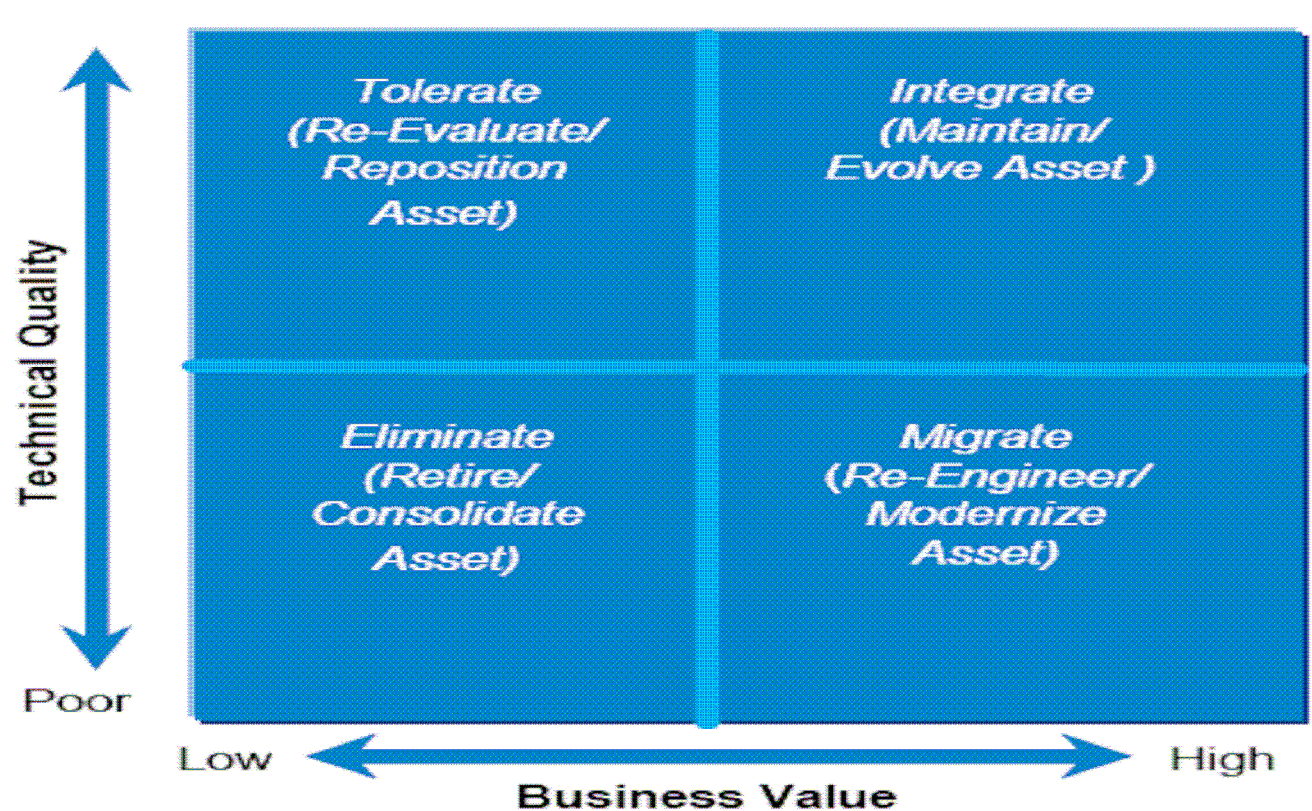 Tolerate
(Re-Evaluate/
Reposition
Asset)
Integrate
(Maintain/
Evolve Asset )
Technical Quality
Eliminate
(Retire/
Consolidate
Asset)
Migrate
(Re-Engineer/
Modernize
Asset)
Poor
Low
High
Business Value